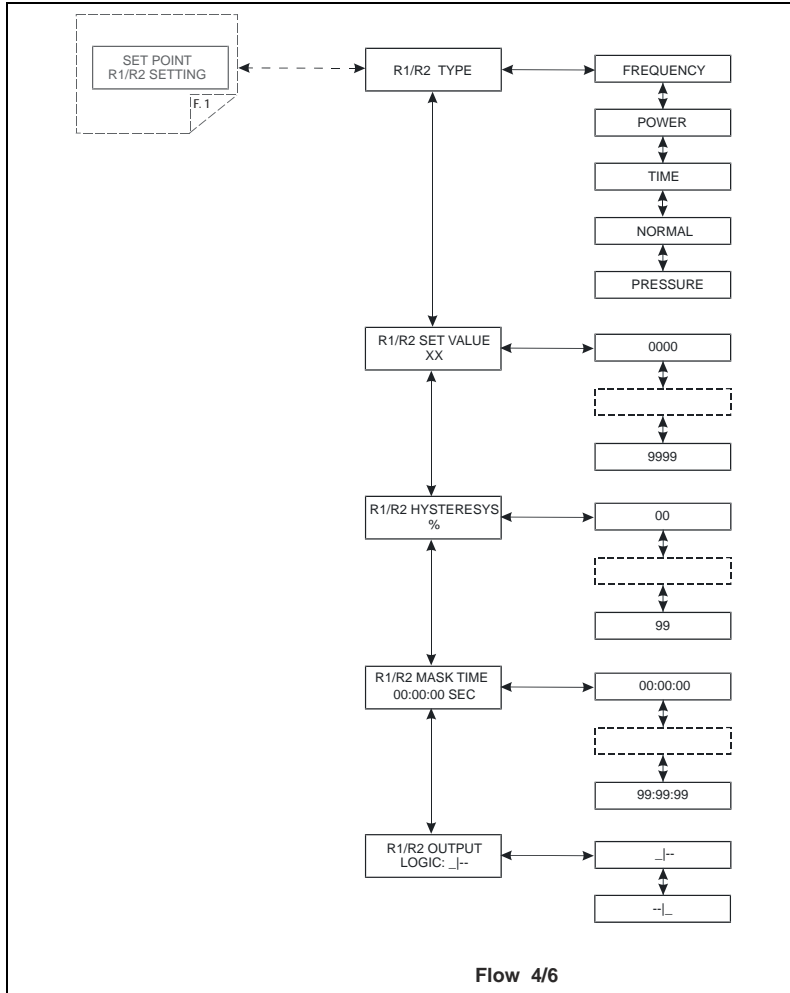 SET POINT
R1/R2 SETTING
F. 1
R1/R2 TYPE
FREQUENCY
POWER
TIME
NORMAL
PRESSURE
R1/R2 SET VALUE
XX
0000
9999
R1/R2 HYSTERESYS
%
00
99
R1/R2 MASK TIME
00:00:00 SEC
00:00:00
99:99:99
R1/R2 OUTPUT
LOGIC: _|--
_|--
--|_
Flow 4/6